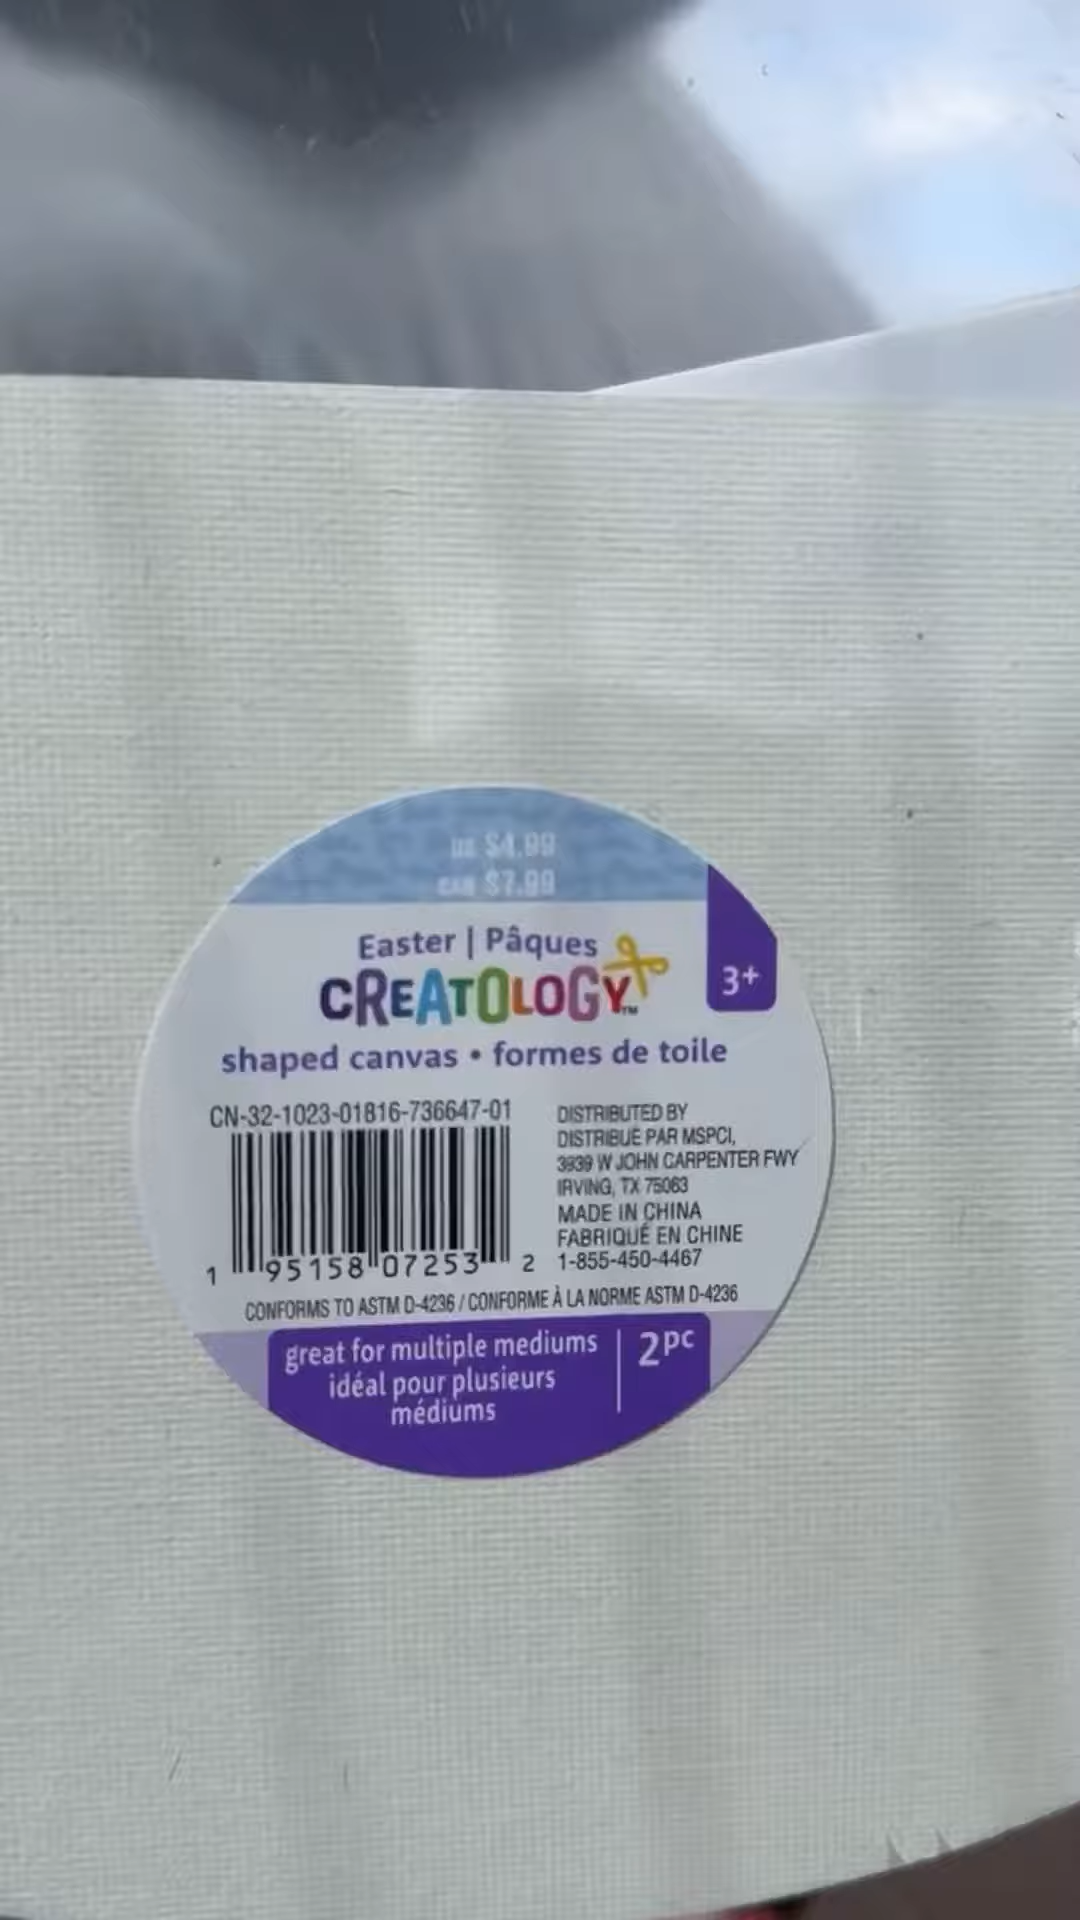 US $4.99
CAN $7.99
Easter | Pâques
CREATOLOGY™
3+
shaped canvas • formes de toile
CN-32-1023-01816-736647-01
1 95158 07253 2
DISTRIBUTED BY
DISTRIBUÉ PAR MSPCI,
3939 W JOHN CARPENTER FWY
IRVING, TX 75063
MADE IN CHINA
FABRIQUÉ EN CHINE
1-855-450-4467
CONFORMS TO ASTM D-4236 / CONFORME À LA NORME ASTM D-4236
great for multiple mediums
idéal pour plusieurs
médiums
2pc